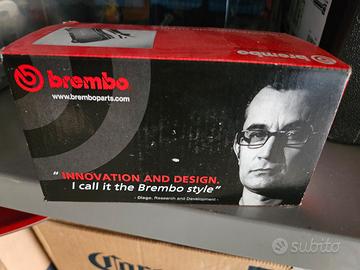 brembo
brembo
www.bremboparts.com
" INNOVATION AND DESIGN.
I call it the Brembo style"
- Diego, Research and Development -
subito